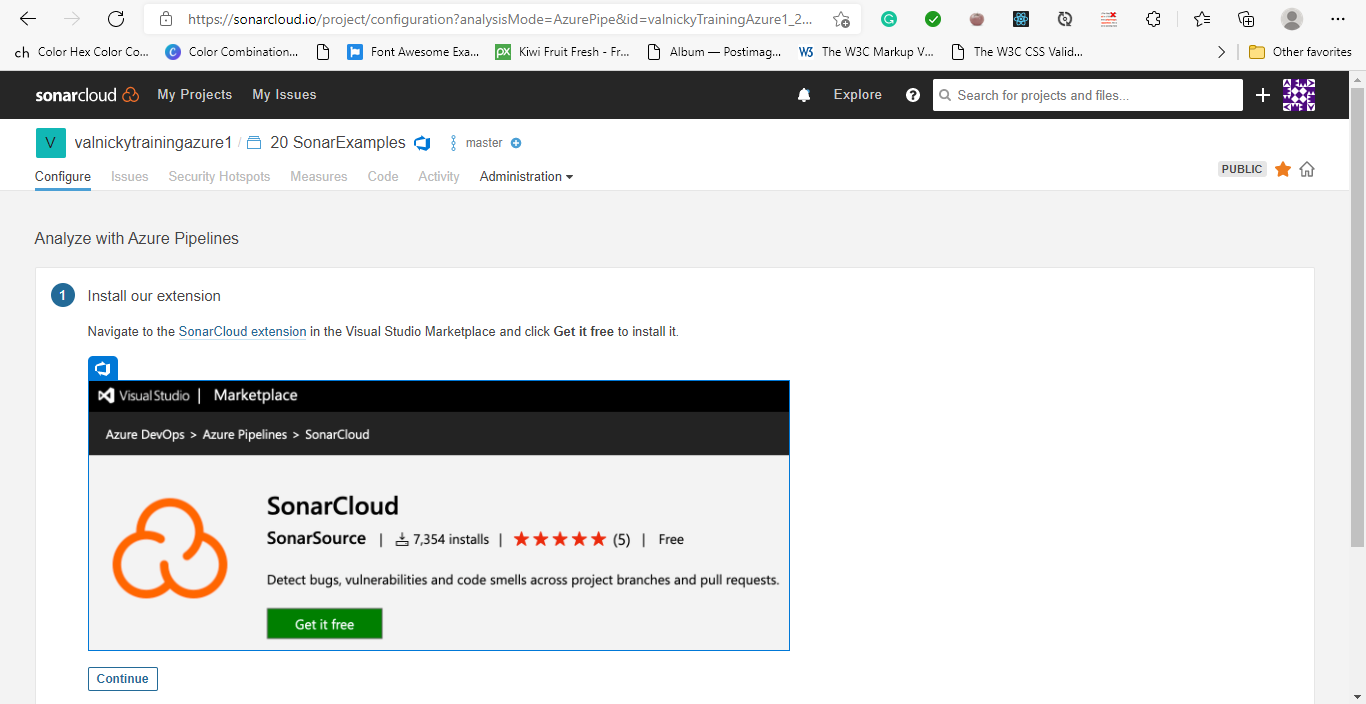 https://sonarcloud.io/project/configuration?analysisMode=AzurePipe&id=valnickyTrainingAzure1_2...
ch Color Hex Color Co... C Color Combination... Font Awesome Exa... px Kiwi Fruit Fresh - Fr... Album — Postimag... W3 The W3C Markup V... The W3C CSS Valid... Other favorites
sonarcloud My Projects My Issues Explore ? Search for projects and files... +
V valnickytrainingazure1 / 20 SonarExamples master
Configure Issues Security Hotspots Measures Code Activity Administration PUBLIC
Analyze with Azure Pipelines
1 Install our extension
Navigate to the SonarCloud extension in the Visual Studio Marketplace and click Get it free to install it.
Visual Studio | Marketplace
Azure DevOps > Azure Pipelines > SonarCloud
SonarCloud
SonarSource | 7,354 installs | ★★★★★ (5) | Free
Detect bugs, vulnerabilities and code smells across project branches and pull requests.
Get it free
Continue